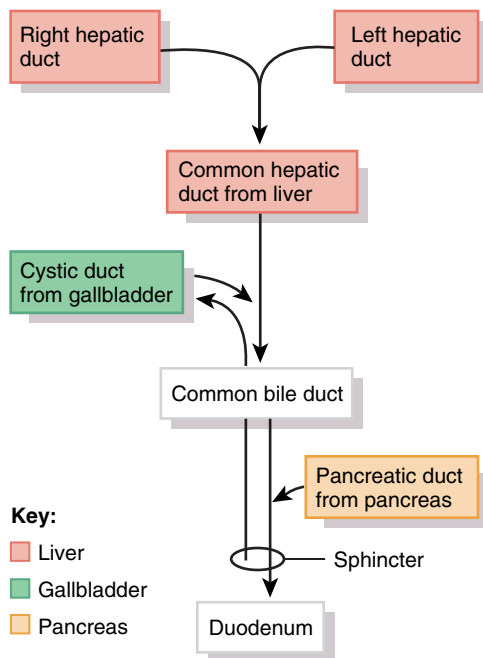 Right hepatic
duct
Left hepatic
duct
Common hepatic
duct from liver
Cystic duct
from gallbladder
Common bile duct
Pancreatic duct
from pancreas
Key:
Liver
Sphincter
Gallbladder
Pancreas
Duodenum